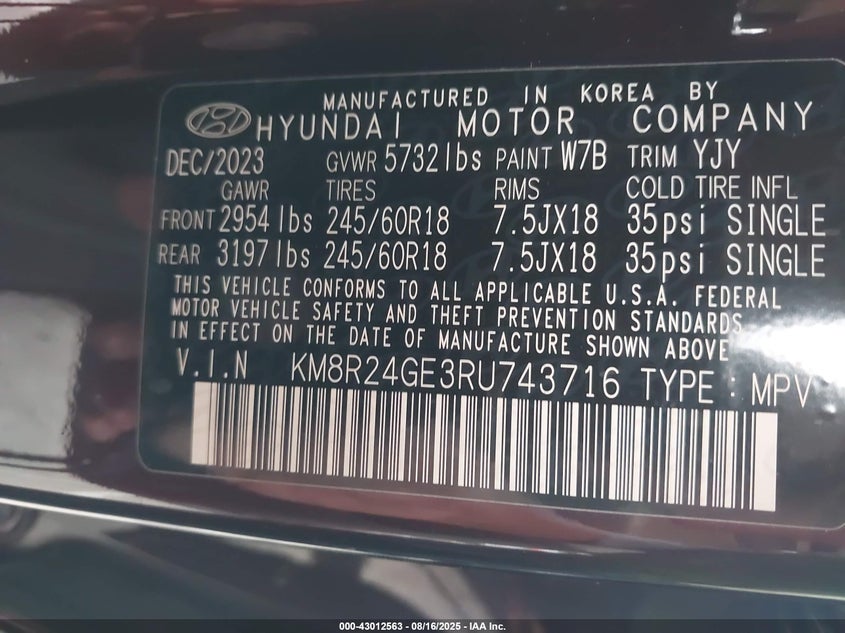 MANUFACTURED IN KOREA BY
HYUNDAI MOTOR COMPANY
DEC/2023 GVWR 5732lbs PAINT W7B TRIM YJY
GAWR TIRES RIMS COLD TIRE INFL
FRONT 2954lbs 245/60R18 7.5JX18 35psi SINGLE
REAR 3197lbs 245/60R18 7.5JX18 35psi SINGLE
THIS VEHICLE CONFORMS TO ALL APPLICABLE U.S.A. FEDERAL
MOTOR VEHICLE SAFETY AND THEFT PREVENTION STANDARDS
IN EFFECT ON THE DATE OF MANUFACTURE SHOWN ABOVE
V.I.N KM8R24GE3RU743716 TYPE : MPV
000-43012563 - 08/16/2025 - IAA Inc.